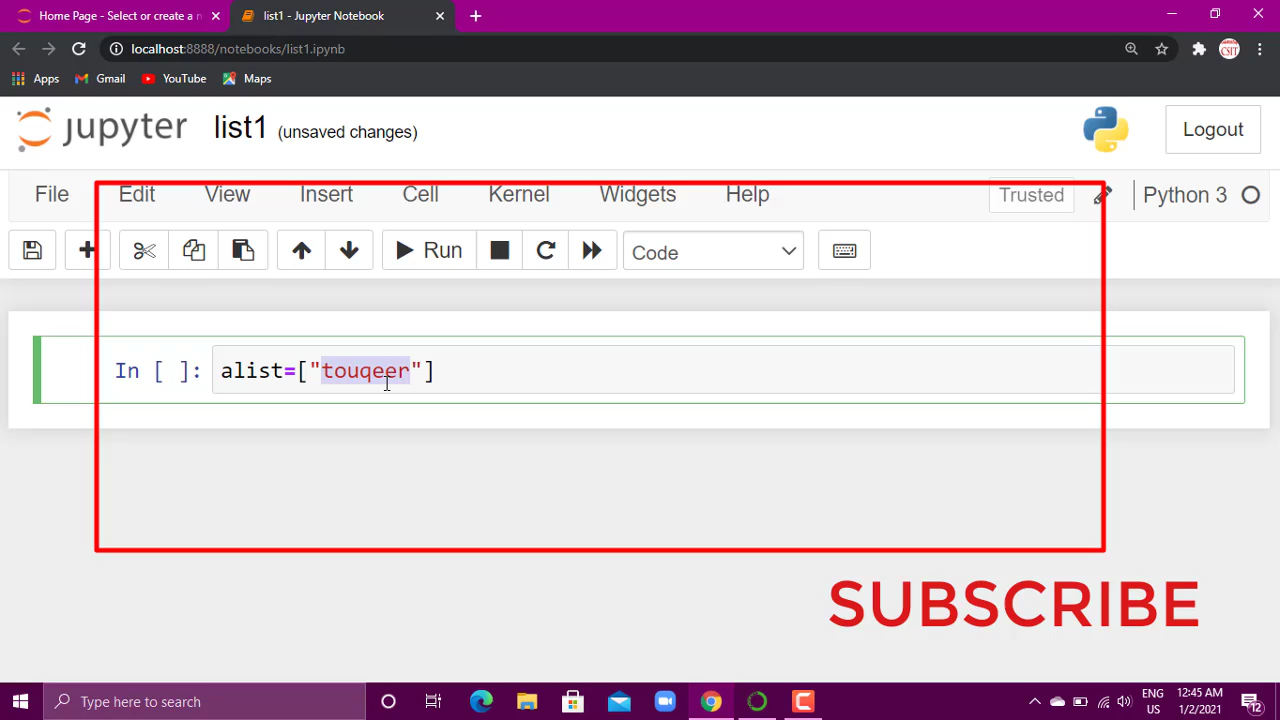 Home Page - Select or create a n
list1 - Jupyter Notebook
localhost:8888/notebooks/list1.ipynb
Apps
Gmail
YouTube
Maps
CSIT
jupyter
list1 (unsaved changes)
Logout
File
Edit
View
Insert
Cell
Kernel
Widgets
Help
Trusted
Python 3
Run
Code
In [ ]:
alist=["touqeer"]
SUBSCRIBE
Type here to search
ENG
US
12:45 AM
1/2/2021
12